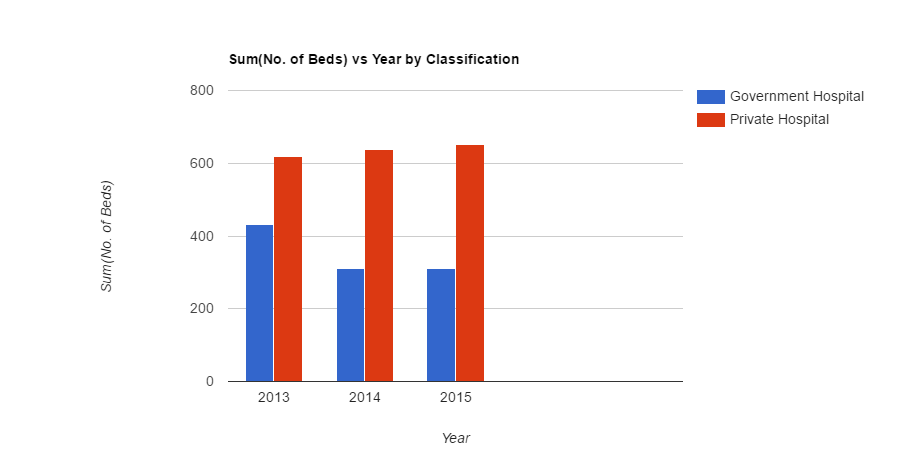 Sum(No. of Beds) vs Year by Classification
800
600
400
200
0
Sum(No. of Beds)
2013
2014
2015
Year
Government Hospital
Private Hospital